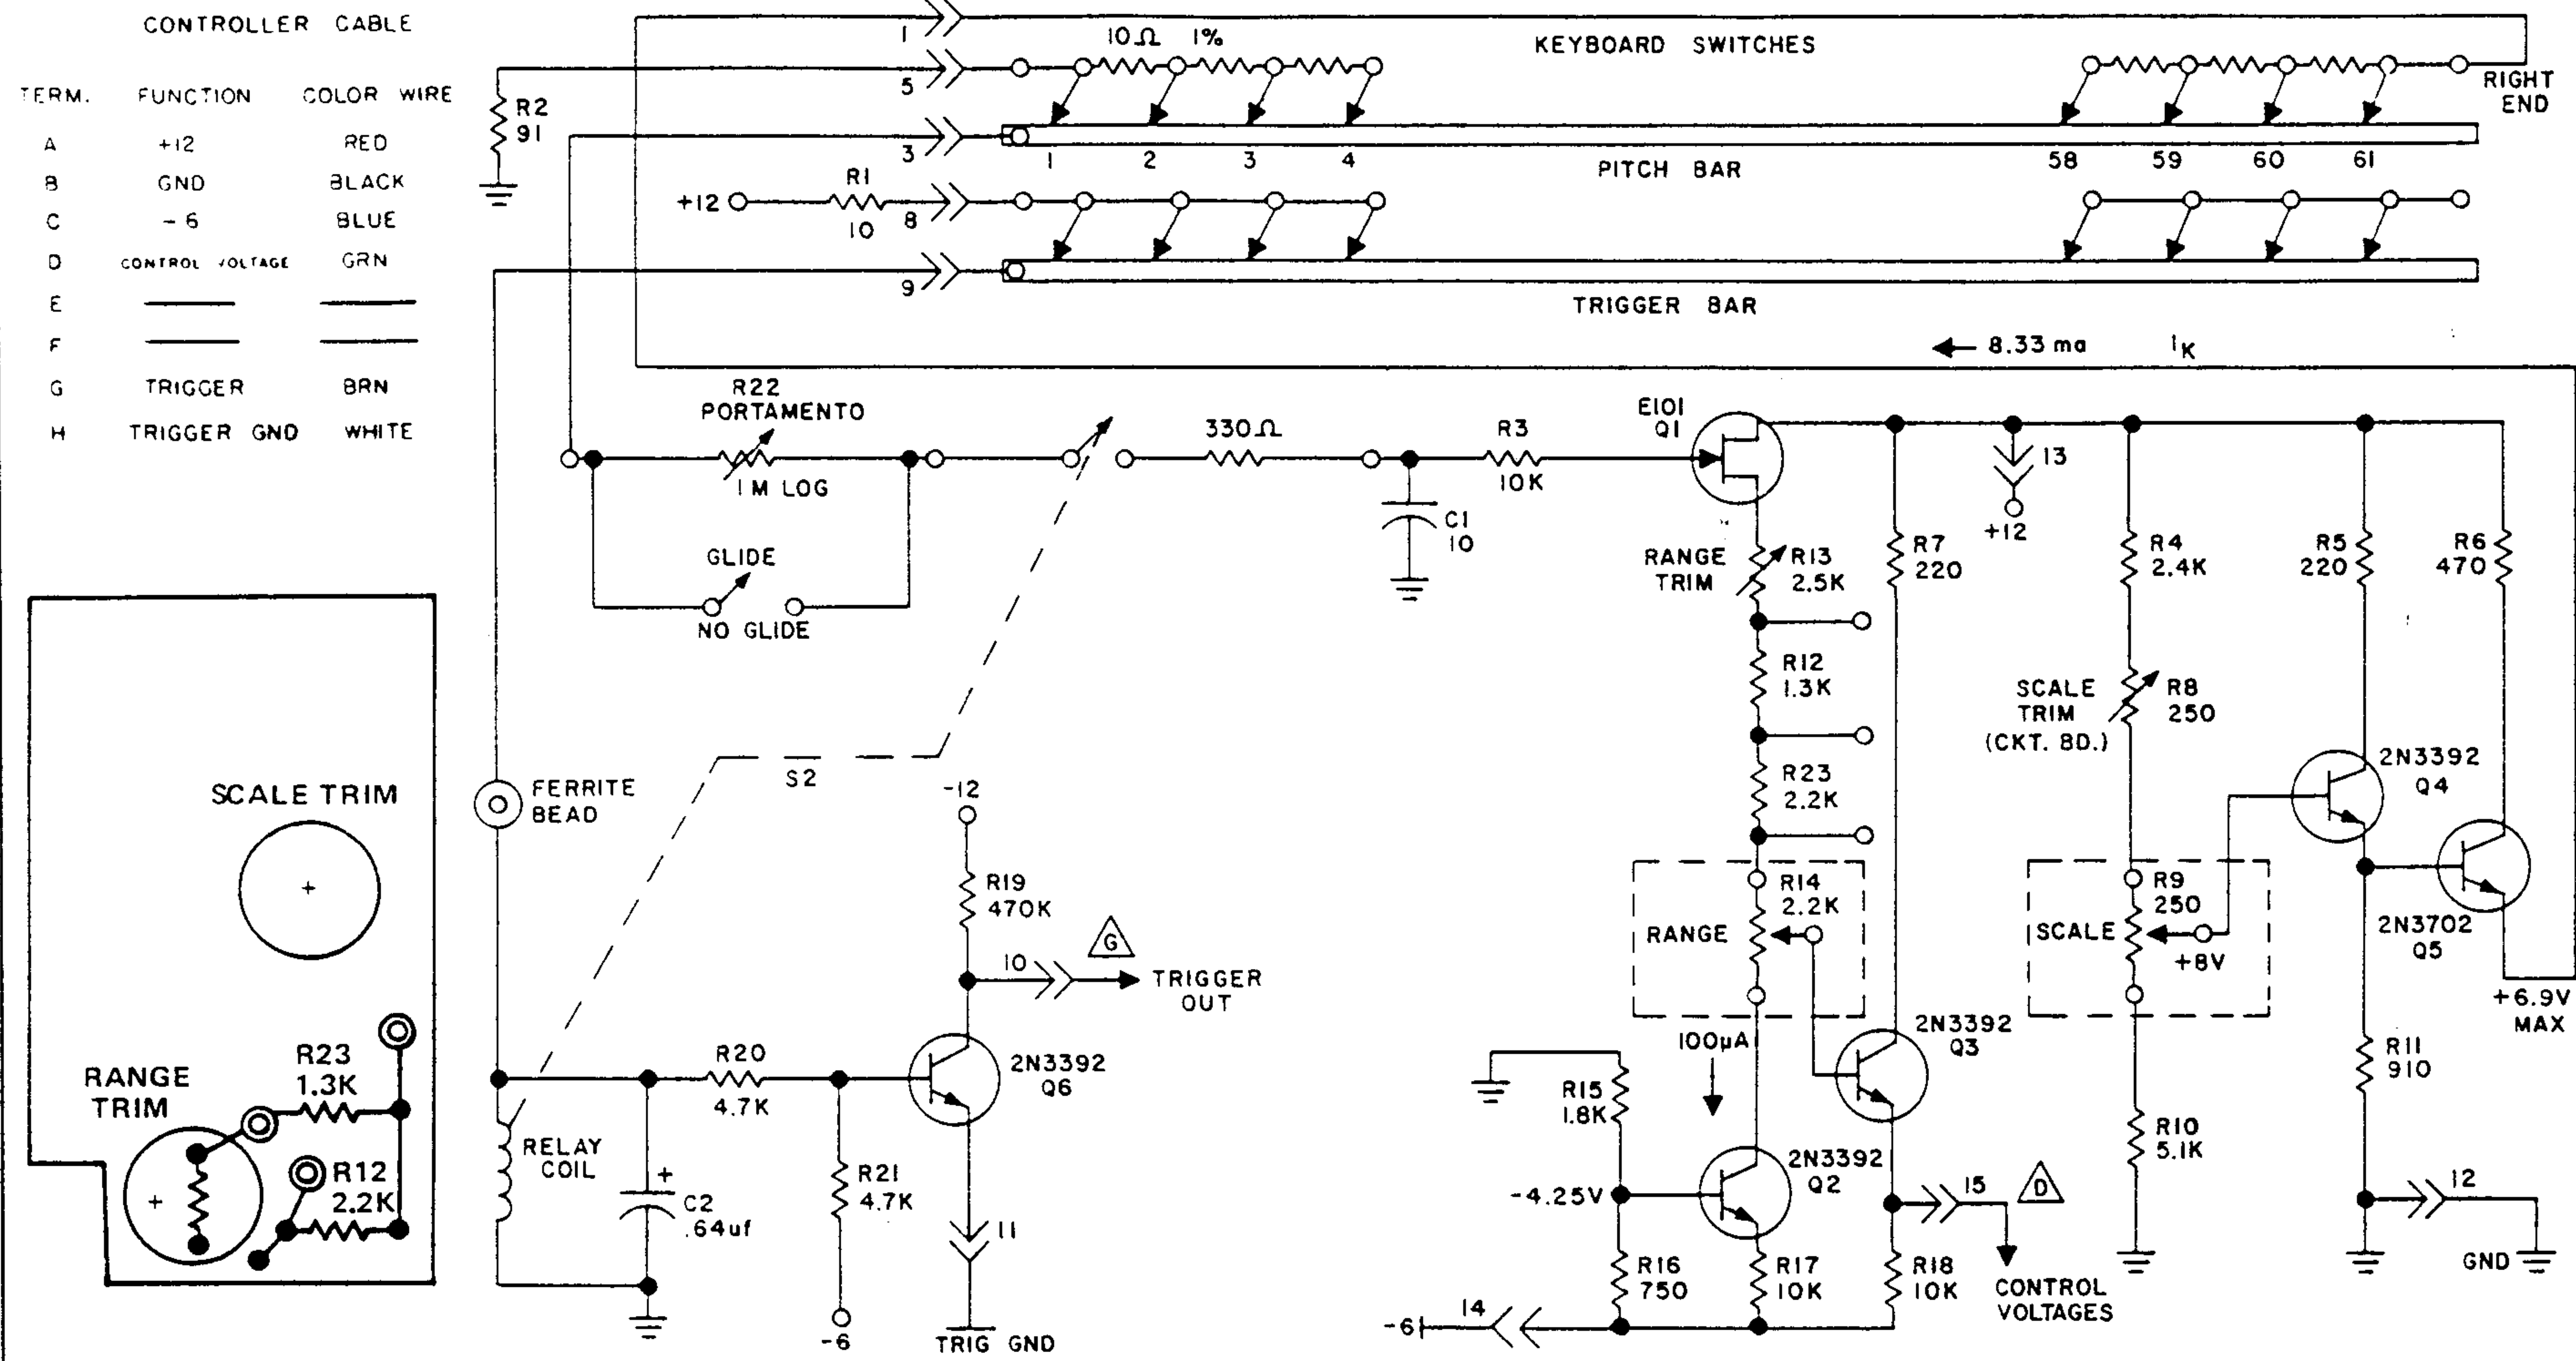 CONTROLLER CABLE
TERM. FUNCTION COLOR WIRE
A +12 RED
B GND BLACK
C -6 BLUE
D CONTROL VOLTAGE GRN
E
F
G TRIGGER BRN
H TRIGGER GND WHITE
1
5
3
8
9
10Ω 1%
KEYBOARD SWITCHES
RIGHT END
R2
91
1 2 3 4
58 59 60 61
PITCH BAR
+12
R1
10
TRIGGER BAR
8.33 ma IK
R22
PORTAMENTO
1M LOG
GLIDE
NO GLIDE
330Ω
C1
10
R3
10K
E101
Q1
RANGE TRIM
R13
2.5K
R12
1.3K
R23
2.2K
RANGE
R14
2.2K
100µA
R7
220
13
+12
R4
2.4K
SCALE TRIM
(CKT. BD.)
R8
250
SCALE
R9
250
+8V
R5
220
R6
470
2N3392
Q4
2N3702
Q5
+6.9V
MAX
R11
910
R10
5.1K
12
GND
2N3392
Q3
R15
1.8K
-4.25V
2N3392
Q2
R16
750
R17
10K
R18
10K
15
D
CONTROL
VOLTAGES
14
-6
FERRITE
BEAD
S2
-12
R19
470K
10
G
TRIGGER
OUT
2N3392
Q6
R20
4.7K
R21
4.7K
-6
RELAY
COIL
+
C2
.64uf
11
TRIG GND
SCALE TRIM
+
RANGE
TRIM
+
R23
1.3K
R12
2.2K